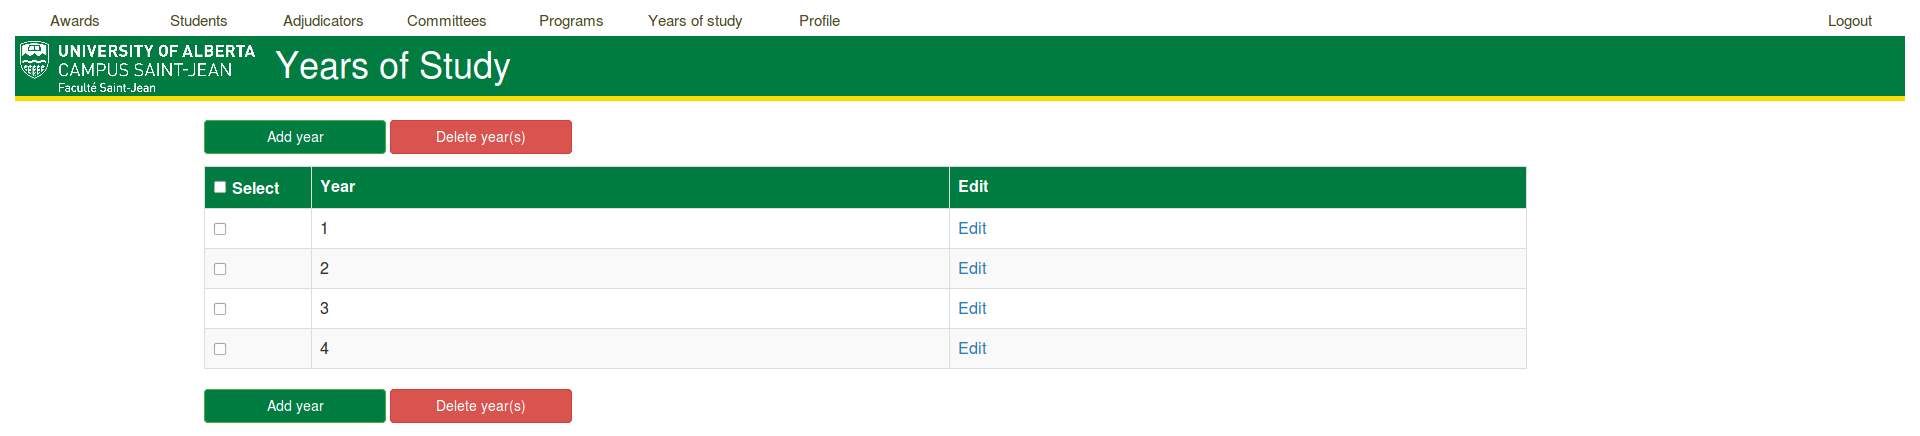 Awards Students Adjudicators Committees Programs Years of study Profile Logout
UNIVERSITY OF ALBERTA
CAMPUS SAINT-JEAN
Faculté Saint-Jean
Years of Study
Add year Delete year(s)
Select Year Edit
1 Edit
2 Edit
3 Edit
4 Edit
Add year Delete year(s)